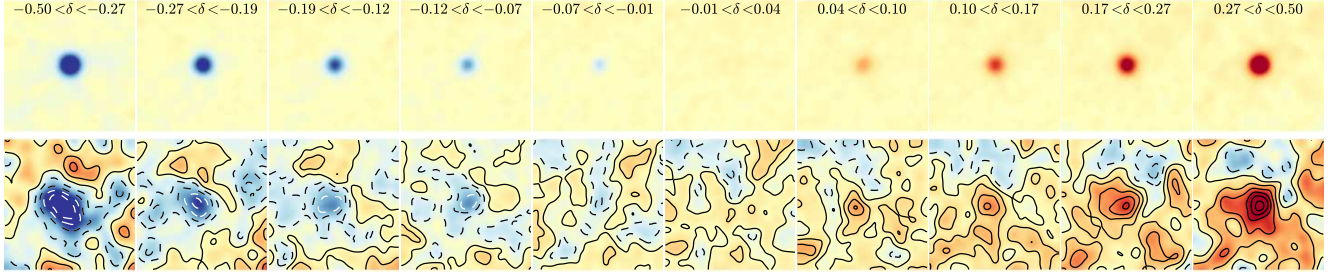 −0.50 < δ < −0.27
−0.27 < δ < −0.19
−0.19 < δ < −0.12
−0.12 < δ < −0.07
−0.07 < δ < −0.01
−0.01 < δ < 0.04
0.04 < δ < 0.10
0.10 < δ < 0.17
0.17 < δ < 0.27
0.27 < δ < 0.50